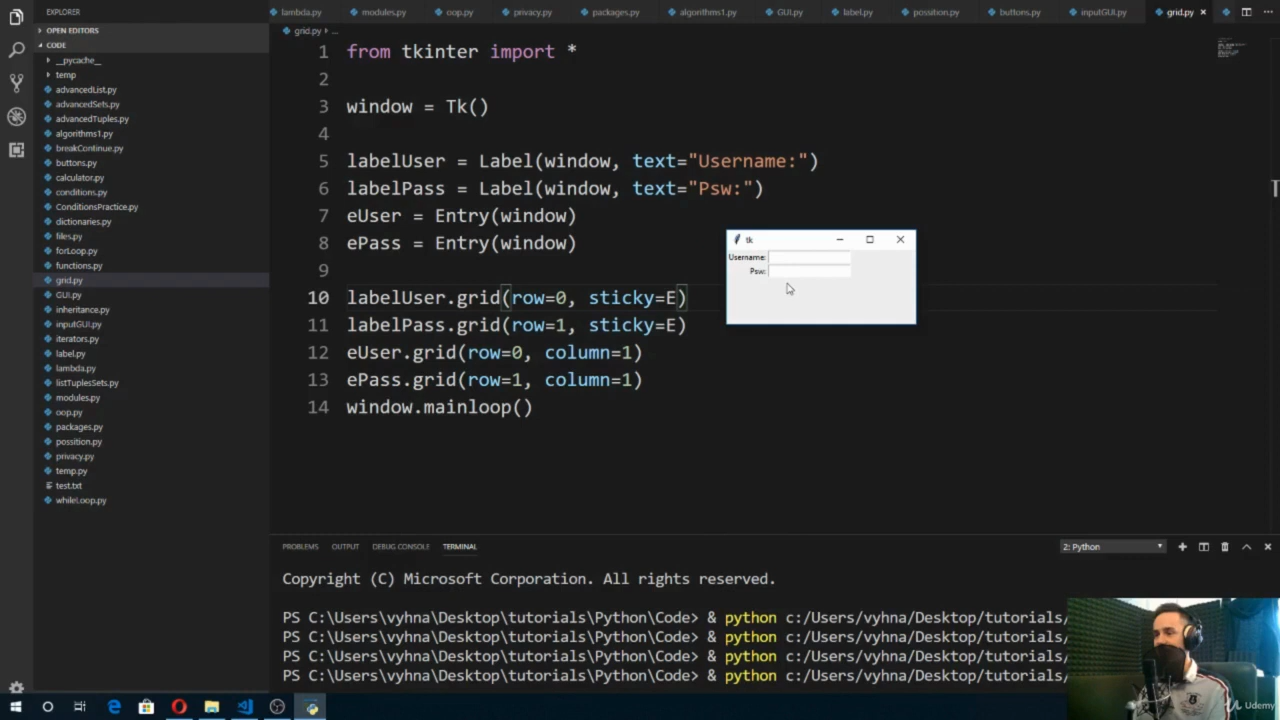 EXPLORER
lambda.py modules.py oop.py privacy.py packages.py algorithms1.py GUI.py label.py possition.py buttons.py inputGUI.py grid.py
OPEN EDITORS
CODE
__pycache__
temp
advancedList.py
advancedSets.py
advancedTuples.py
algorithms1.py
breakContinue.py
buttons.py
calculator.py
conditions.py
ConditionsPractice.py
dictionaries.py
files.py
forLoop.py
functions.py
grid.py
GUI.py
inheritance.py
inputGUI.py
iterators.py
label.py
lambda.py
listTuplesSets.py
modules.py
oop.py
packages.py
possition.py
privacy.py
temp.py
test.txt
whileLoop.py
grid.py › ...
1 from tkinter import *
2
3 window = Tk()
4
5 labelUser = Label(window, text="Username:")
6 labelPass = Label(window, text="Psw:")
7 eUser = Entry(window)
8 ePass = Entry(window)
9
10 labelUser.grid(row=0, sticky=E)
11 labelPass.grid(row=1, sticky=E)
12 eUser.grid(row=0, column=1)
13 ePass.grid(row=1, column=1)
14 window.mainloop()
tk
Username:
Psw:
PROBLEMS OUTPUT DEBUG CONSOLE TERMINAL
2: Python
Copyright (C) Microsoft Corporation. All rights reserved.
PS C:\Users\vyhna\Desktop\tutorials\Python\Code> & python c:/Users/vyhna/Desktop/tutorials/
PS C:\Users\vyhna\Desktop\tutorials\Python\Code> & python c:/Users/vyhna/Desktop/tutorials/
PS C:\Users\vyhna\Desktop\tutorials\Python\Code> & python c:/Users/vyhna/Desktop/tutorials/
PS C:\Users\vyhna\Desktop\tutorials\Python\Code> & python c:/Users/vyhna/Desktop/tutorials/
Udemy